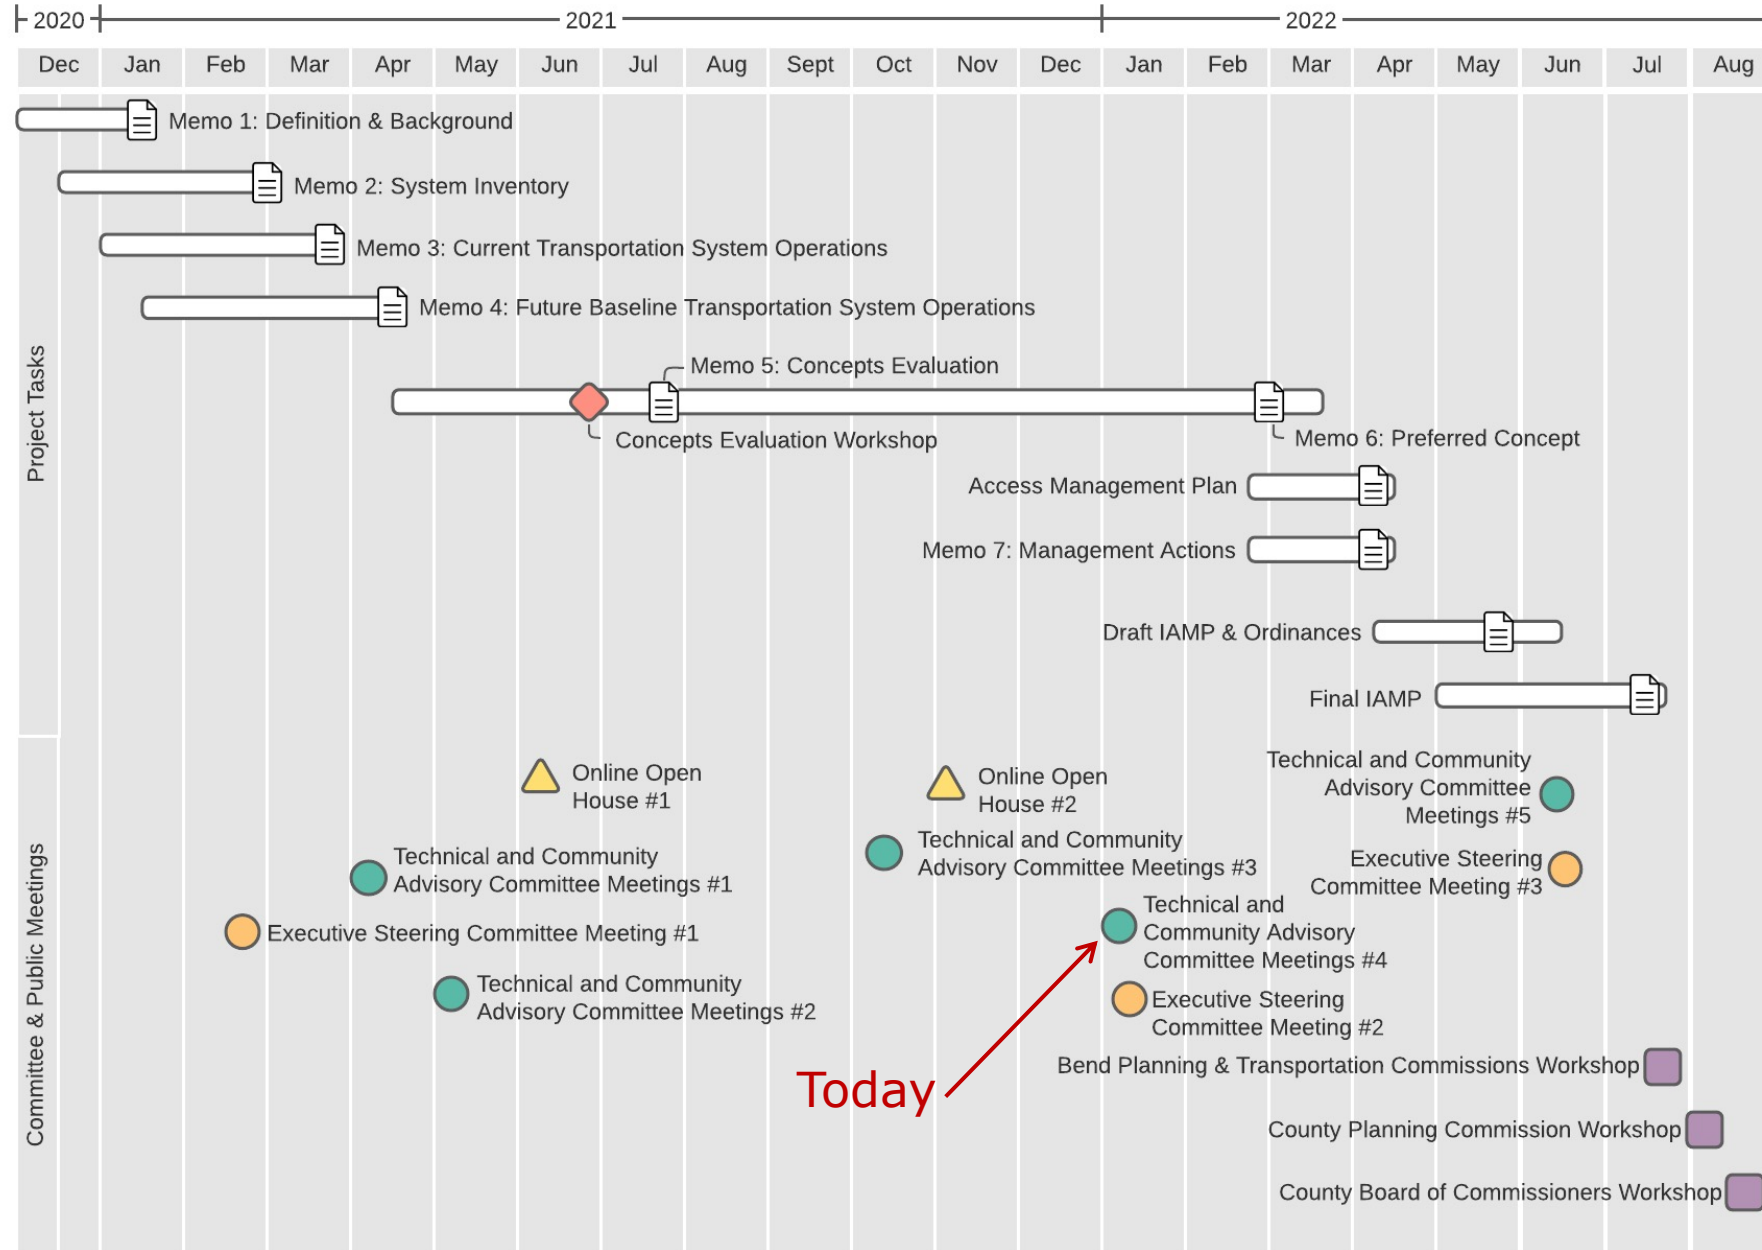 2020 2021 2022
Dec Jan Feb Mar Apr May Jun Jul Aug Sept Oct Nov Dec Jan Feb Mar Apr May Jun Jul Aug
Project Tasks
Memo 1: Definition & Background
Memo 2: System Inventory
Memo 3: Current Transportation System Operations
Memo 4: Future Baseline Transportation System Operations
Memo 5: Concepts Evaluation
Concepts Evaluation Workshop
Memo 6: Preferred Concept
Access Management Plan
Memo 7: Management Actions
Draft IAMP & Ordinances
Final IAMP
Committee & Public Meetings
Online Open
House #1
Online Open
House #2
Technical and Community
Advisory Committee
Meetings #5
Technical and Community
Advisory Committee Meetings #1
Technical and Community
Advisory Committee Meetings #3
Executive Steering
Committee Meeting #3
Executive Steering Committee Meeting #1
Technical and
Community Advisory
Committee Meetings #4
Technical and Community
Advisory Committee Meetings #2
Executive Steering
Committee Meeting #2
Today
Bend Planning & Transportation Commissions Workshop
County Planning Commission Workshop
County Board of Commissioners Workshop